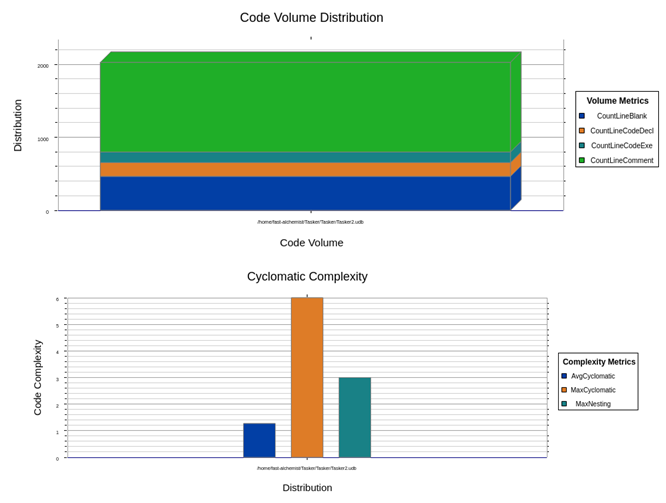 Code Volume Distribution
2000
1000
0
Distribution
/home/fast-alchemist/Tasker/Tasker/Tasker2.udb
Code Volume
Volume Metrics
CountLineBlank
CountLineCodeDecl
CountLineCodeExe
CountLineComment
Cyclomatic Complexity
6
5
4
3
2
1
0
Code Complexity
/home/fast-alchemist/Tasker/Tasker/Tasker2.udb
Distribution
Complexity Metrics
AvgCyclomatic
MaxCyclomatic
MaxNesting